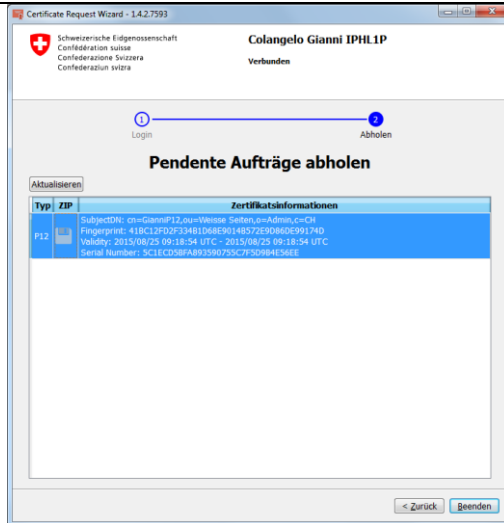 Certificate Request Wizard - 1.4.2.7593
Schweizerische Eidgenossenschaft
Confédération suisse
Confederazione Svizzera
Confederaziun svizra
Colangelo Gianni IPHL1P
Verbunden
1
2
Login
Abholen
Pendente Aufträge abholen
Aktualisieren
Typ ZIP Zertifikatsinformationen
SubjectDN: cn=GianniP12,ou=Weisse Seiten,o=Admin,c=CH
P12
Fingerprint: 41BC12FD2F334B1D68E9014B572E9D86DE99174D
Validity: 2015/08/25 09:18:54 UTC - 2015/08/25 09:18:54 UTC
Serial Number: 5C1ECD5BFA893590755C7F5D984E56EE
< Zurück
Beenden